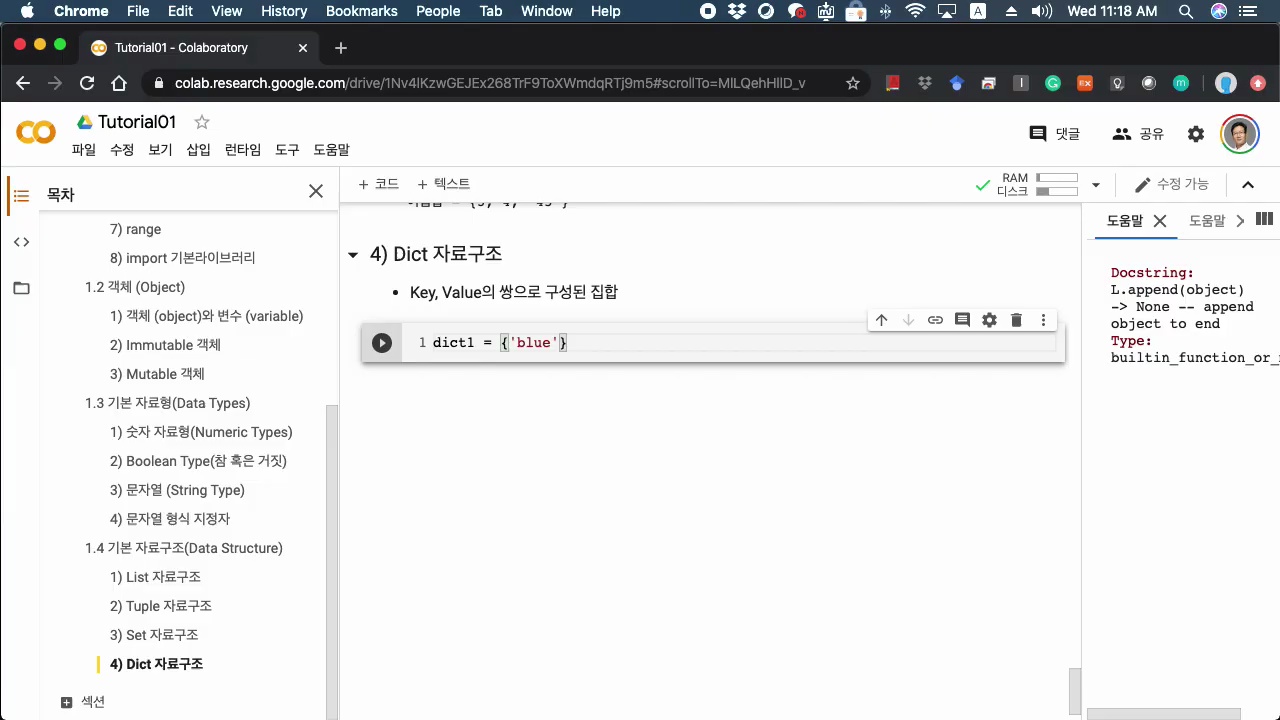 Chrome File Edit View History Bookmarks People Tab Window Help A Wed 11:18 AM
Tutorial01 - Colaboratory
colab.research.google.com/drive/1Nv4lKzwGEJEx268TrF9ToXWmdqRTj9m5#scrollTo=MlLQehHllD_v
Tutorial01
파일 수정 보기 삽입 런타임 도구 도움말
댓글 공유
목차
+ 코드 + 텍스트
RAM
디스크
수정 가능
7) range
8) import 기본라이브러리
1.2 객체 (Object)
1) 객체 (object)와 변수 (variable)
2) Immutable 객체
3) Mutable 객체
1.3 기본 자료형(Data Types)
1) 숫자 자료형(Numeric Types)
2) Boolean Type(참 혹은 거짓)
3) 문자열 (String Type)
4) 문자열 형식 지정자
1.4 기본 자료구조(Data Structure)
1) List 자료구조
2) Tuple 자료구조
3) Set 자료구조
4) Dict 자료구조
섹션
4) Dict 자료구조
• Key, Value의 쌍으로 구성된 집합
1 dict1 = {'blue'}
도움말 도움말
Docstring:
L.append(object)
-> None -- append
object to end
Type:
builtin_function_or_